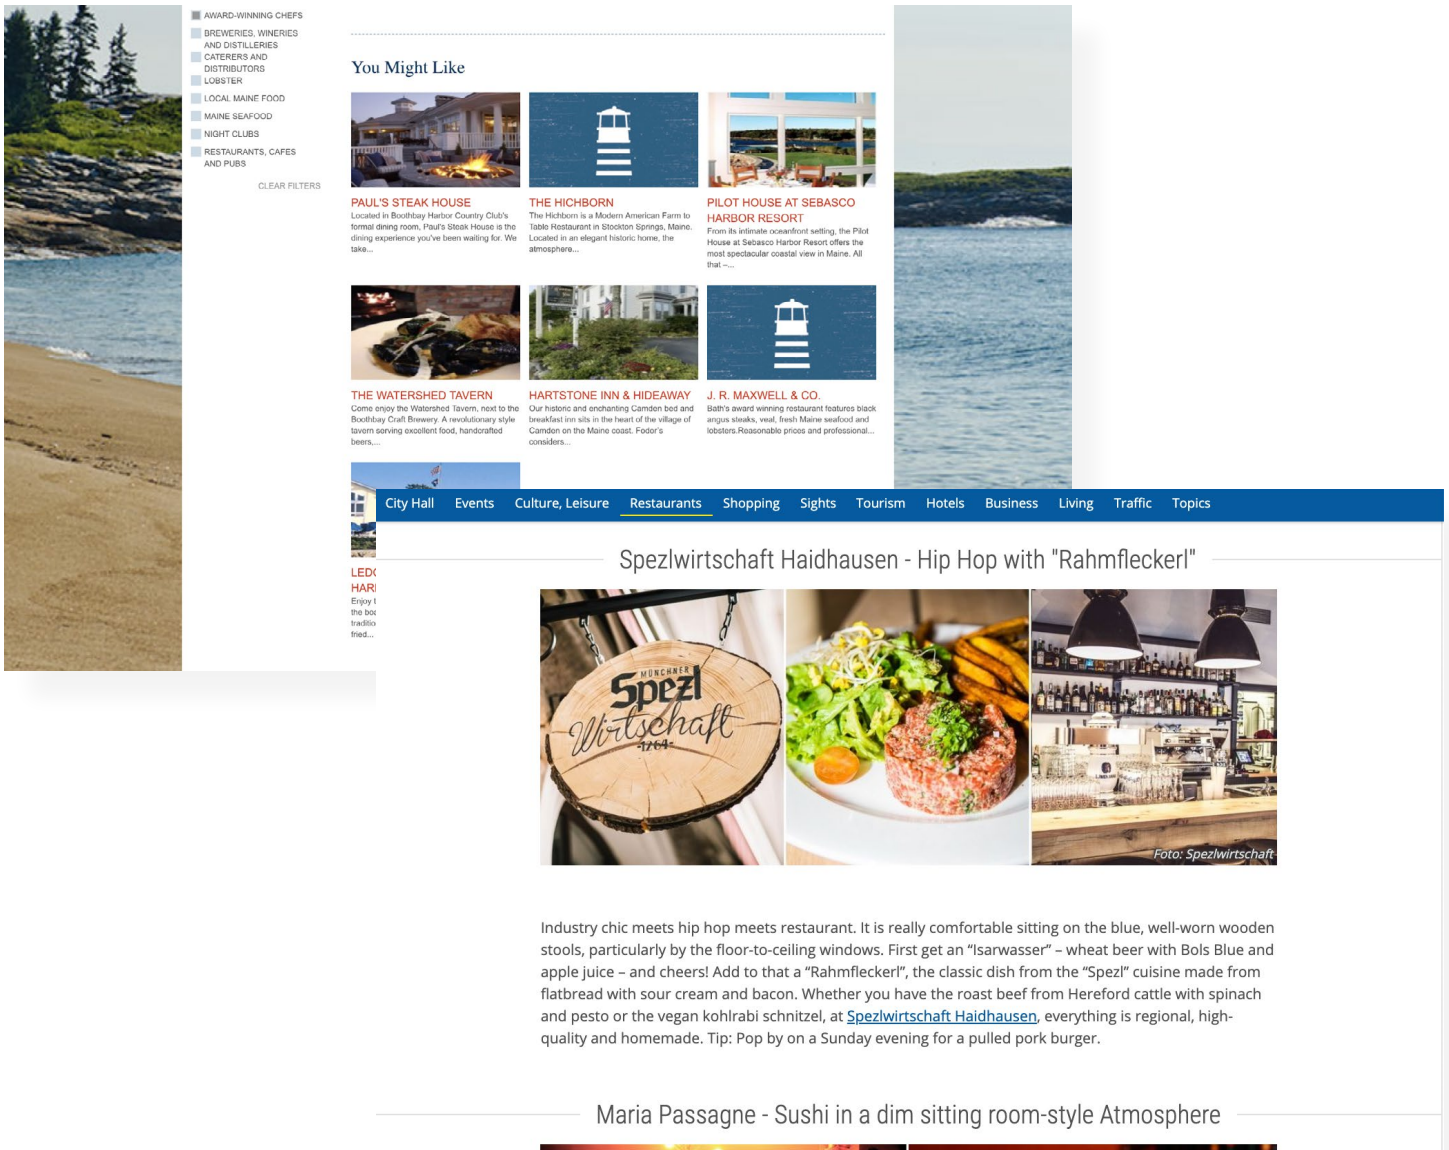 AWARD-WINNING CHEFS
BREWERIES, WINERIES
AND DISTILLERIES
CATERERS AND
DISTRIBUTORS
LOBSTER
LOCAL MAINE FOOD
MAINE SEAFOOD
NIGHT CLUBS
RESTAURANTS, CAFES
AND PUBS
CLEAR FILTERS
You Might Like
PAUL'S STEAK HOUSE
Located in Boothbay Harbor Country Club's
formal dining room, Paul's Steak House is the
dining experience you've been waiting for. We
take...
THE HICHBORN
The Hichborn is a Modern American Farm to
Table Restaurant in Stockton Springs, Maine.
Located in an elegant historic home, the
atmosphere...
PILOT HOUSE AT SEBASCO
HARBOR RESORT
From its intimate oceanfront setting, the Pilot
House at Sebasco Harbor Resort offers the
most spectacular coastal view in Maine. All
that –...
THE WATERSHED TAVERN
Come enjoy the Watershed Tavern, next to the
Boothbay Craft Brewery. A revolutionary style
tavern serving excellent food, handcrafted
beers,...
HARTSTONE INN & HIDEAWAY
Our historic and enchanting Camden bed and
breakfast inn sits in the heart of the village of
Camden on the Maine coast. Fodor's
considers...
J. R. MAXWELL & CO.
Bath's award winning restaurant features black
angus steaks, veal, fresh Maine seafood and
lobsters.Reasonable prices and professional...
Enjoy
the
fried...
City Hall Events Culture, Leisure Restaurants Shopping Sights Tourism Hotels Business Living Traffic Topics
Spezlwirtschaft Haidhausen - Hip Hop with "Rahmfleckerl"
MÜNCHNER
Spezl
Wirtschaft
-1264-
Foto: Spezlwirtschaft
Industry chic meets hip hop meets restaurant. It is really comfortable sitting on the blue, well-worn wooden
stools, particularly by the floor-to-ceiling windows. First get an “Isarwasser” – wheat beer with Bols Blue and
apple juice – and cheers! Add to that a “Rahmfleckerl”, the classic dish from the “Spezl” cuisine made from
flatbread with sour cream and bacon. Whether you have the roast beef from Hereford cattle with spinach
and pesto or the vegan kohlrabi schnitzel, at Spezlwirtschaft Haidhausen, everything is regional, high-
quality and homemade. Tip: Pop by on a Sunday evening for a pulled pork burger.
Maria Passagne - Sushi in a dim sitting room-style Atmosphere